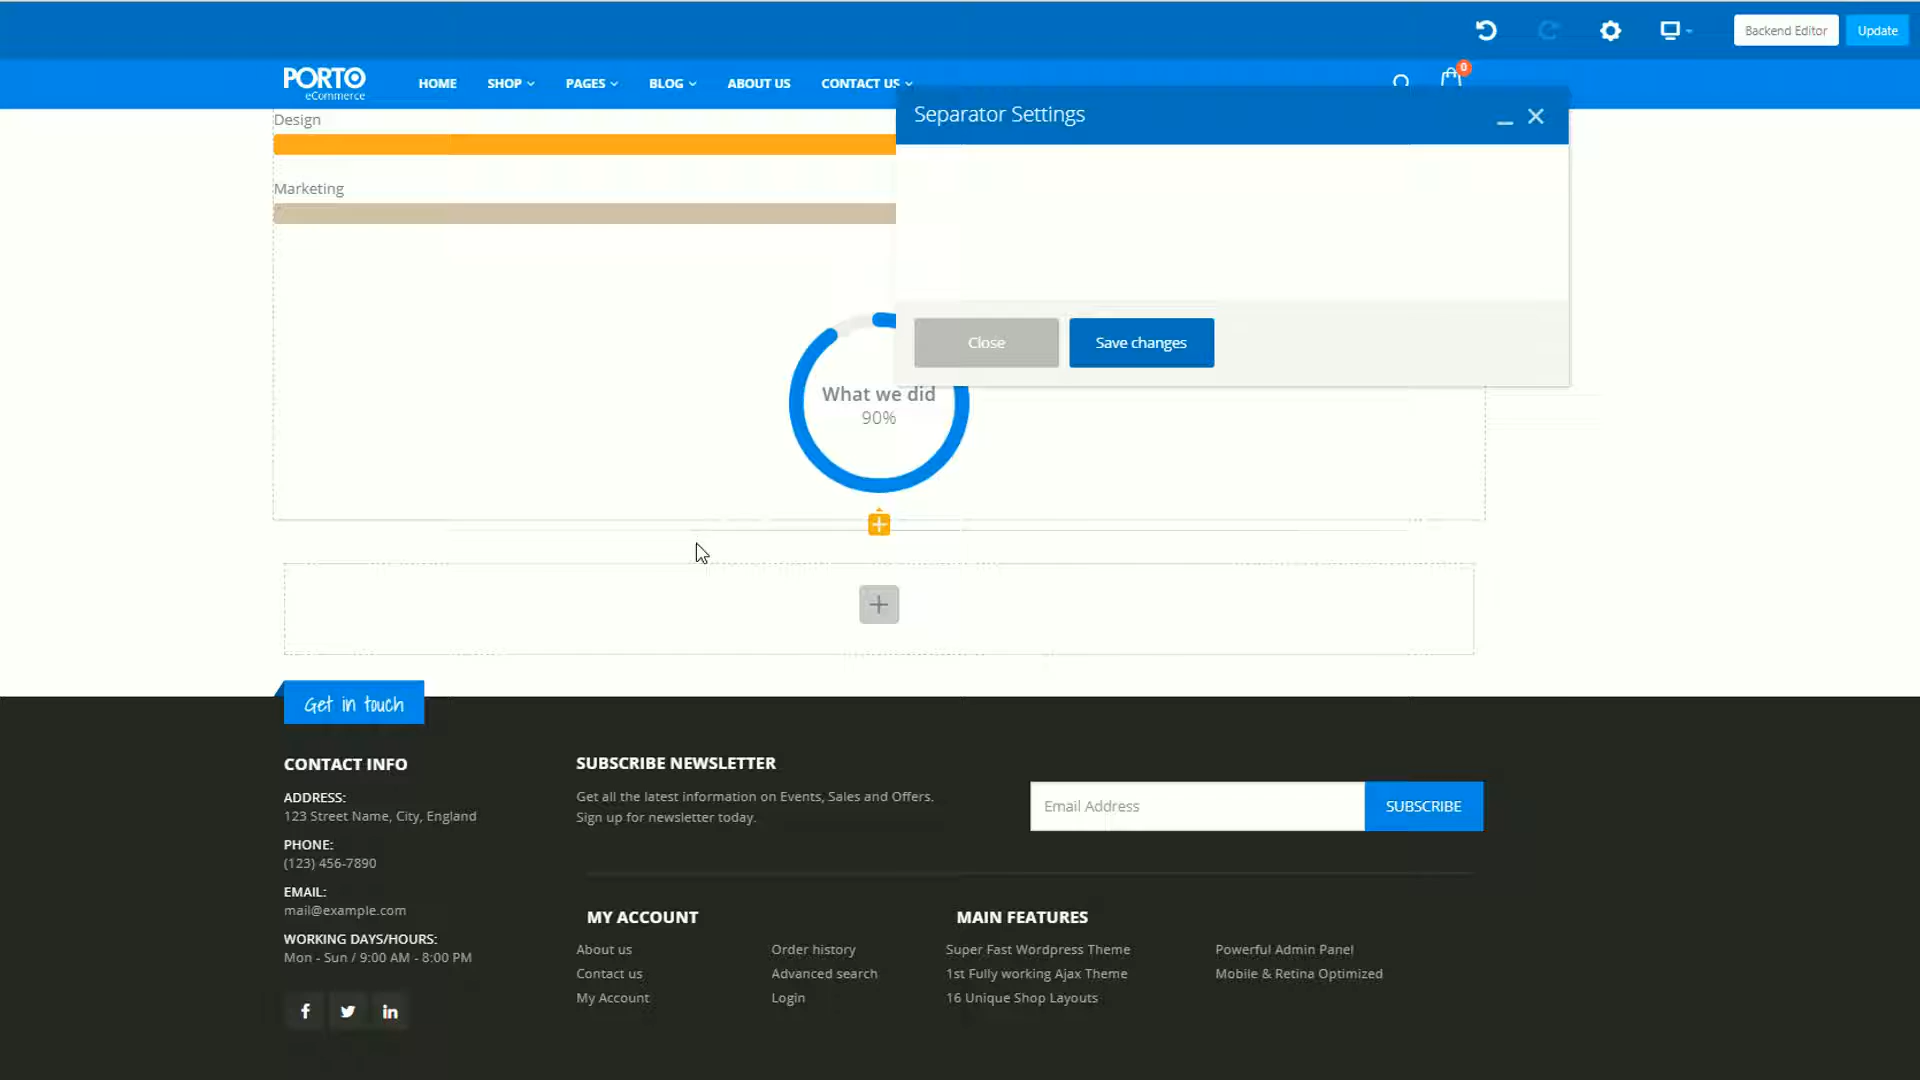 Backend Editor
Update
PORTO
eCommerce
HOME
SHOP
PAGES
BLOG
ABOUT US
CONTACT US
0
Separator Settings
Design
Marketing
Close
Save changes
What we did
90%
Get in touch
CONTACT INFO
ADDRESS:
123 Street Name, City, England
PHONE:
(123) 456-7890
EMAIL:
mail@example.com
WORKING DAYS/HOURS:
Mon - Sun / 9:00 AM - 8:00 PM
SUBSCRIBE NEWSLETTER
Get all the latest information on Events, Sales and Offers.
Sign up for newsletter today.
Email Address
SUBSCRIBE
MY ACCOUNT
About us
Contact us
My Account
Order history
Advanced search
Login
MAIN FEATURES
Super Fast Wordpress Theme
1st Fully working Ajax Theme
16 Unique Shop Layouts
Powerful Admin Panel
Mobile & Retina Optimized